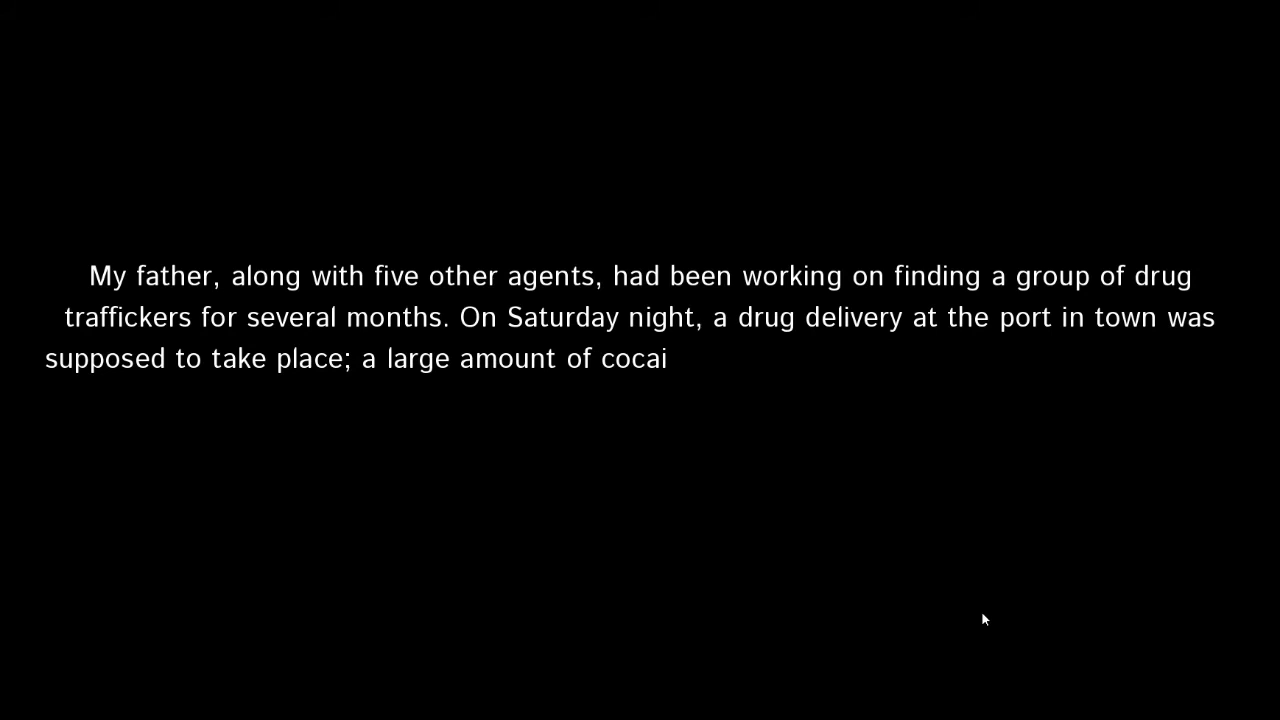 My father, along with five other agents, had been working on finding a group of drug
traffickers for several months. On Saturday night, a drug delivery at the port in town was
supposed to take place; a large amount of cocai